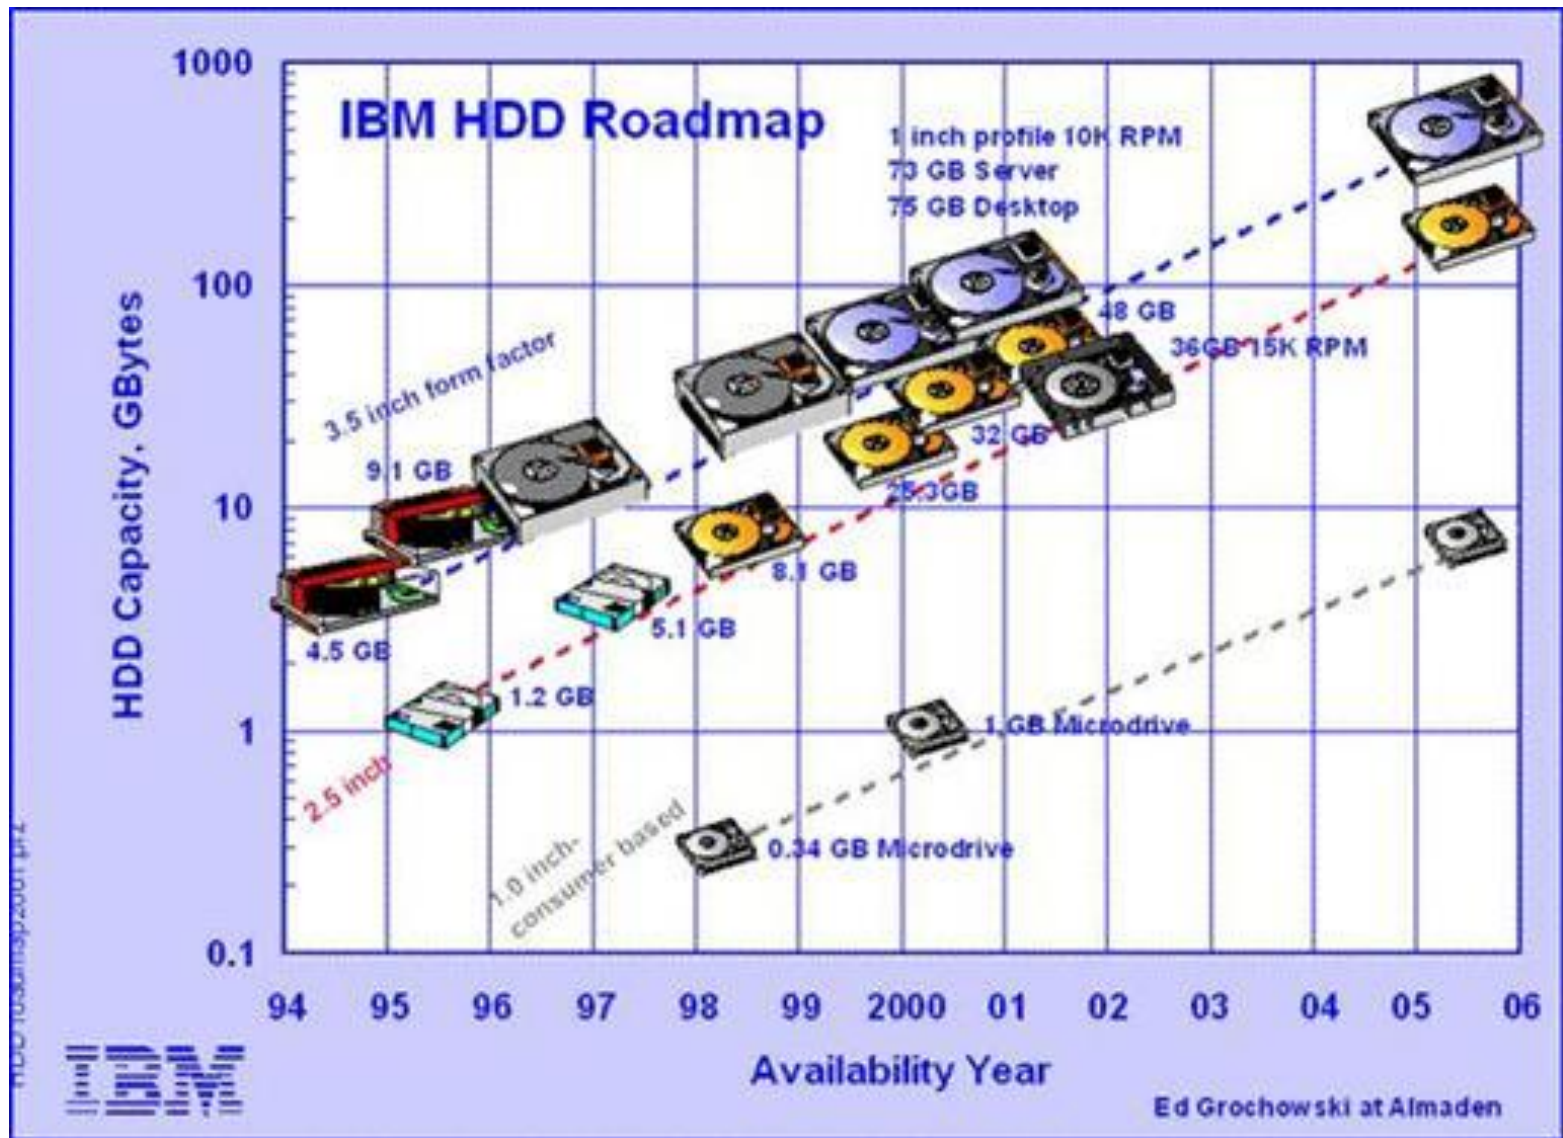 IBM HDD Roadmap
1 inch profile 10K RPM
73 GB Server
75 GB Desktop
1000
100
10
1
0.1
HDD Capacity, GBytes
3.5 inch form factor
9.1 GB
4.5 GB
48 GB
36GB 15K RPM
32 GB
25.3GB
8.1 GB
5.1 GB
1.2 GB
2.5 inch
1 GB Microdrive
1.0 inch-
consumer based
0.34 GB Microdrive
94 95 96 97 98 99 2000 01 02 03 04 05 06
Availability Year
IBM
Ed Grochowski at Almaden